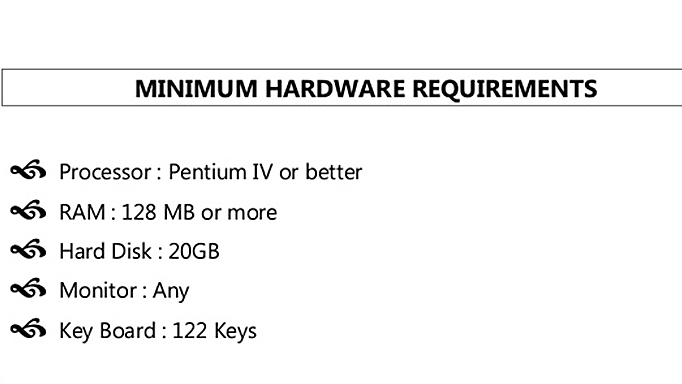 MINIMUM HARDWARE REQUIREMENTS
Processor : Pentium IV or better
RAM : 128 MB or more
Hard Disk : 20GB
Monitor : Any
Key Board : 122 Keys